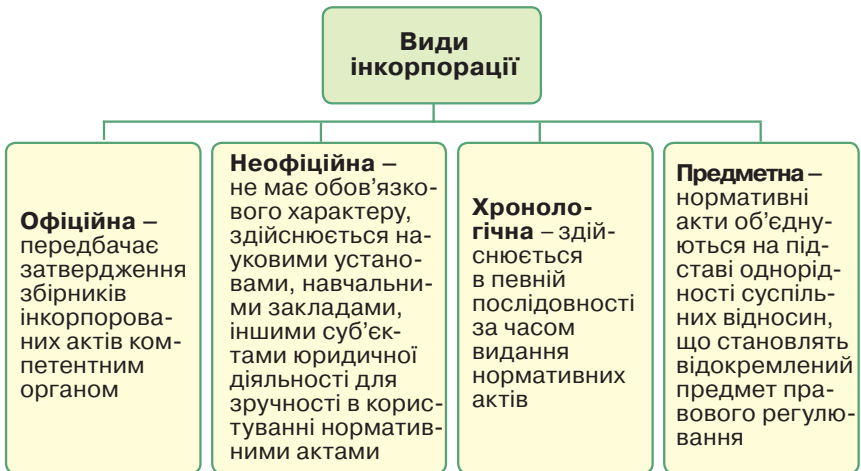 Види
інкорпорації
Офіційна –
передбачає
затвердження
збірників
інкорпорова-
них актів ком-
петентним
органом
Неофіційна –
не має обов'язко-
вого характеру,
здійснюється на-
уковими устано-
вами, навчальни-
ми закладами,
іншими суб'єк-
тами юридичної
діяльності для
зручності в корис-
туванні норматив-
ними актами
Хроноло-
гічна – здій-
снюється
в певній
послідовності
за часом
видання
нормативних
актів
Предметна –
нормативні
акти об'єдну-
ються на під-
ставі однорід-
ності суспіль-
них відносин,
що становлять
відокремлений
предмет пра-
вового регулю-
вання